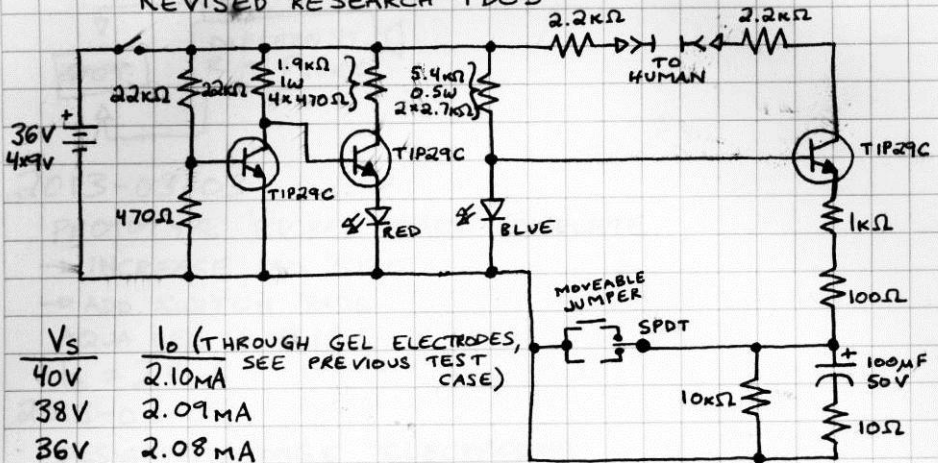 REVISED RESEARCH TDCS
2.2KΩ
2.2KΩ
TO
HUMAN
22KΩ
22KΩ
1.9KΩ
1W
4x470Ω
5.4KΩ
0.5W
2x2.7KΩ
+
36V
4x9V
TIP29C
TIP29C
TIP29C
470Ω
RED
BLUE
1KΩ
100Ω
MOVEABLE
JUMPER
SPDT
+
100µF
50V
10KΩ
10Ω
Vs Io (THROUGH GEL ELECTRODES,
SEE PREVIOUS TEST
CASE)
40V 2.10MA
38V 2.09MA
36V 2.08MA